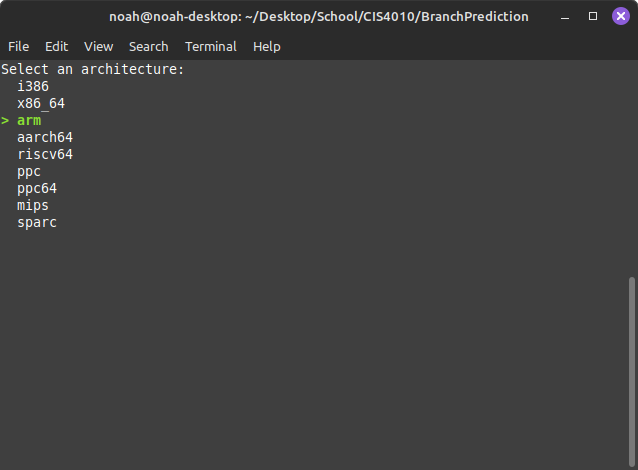 noah@noah-desktop: ~/Desktop/School/CIS4010/BranchPrediction
File Edit View Search Terminal Help
Select an architecture:
i386
x86_64
> arm
aarch64
riscv64
ppc
ppc64
mips
sparc